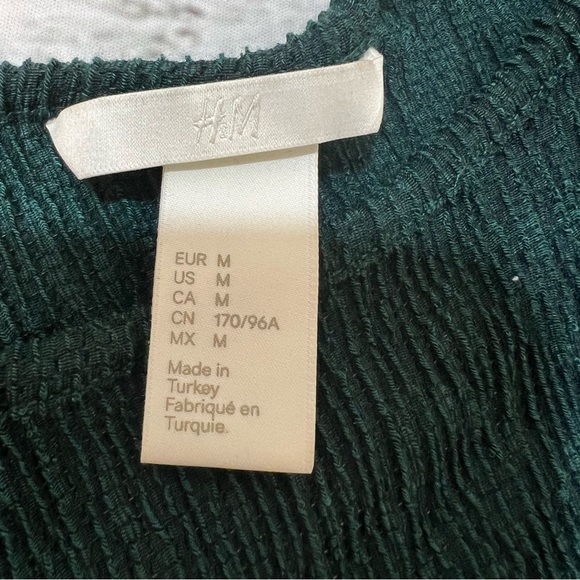 H&M
EUR M
US M
CA M
CN 170/96A
MX M
Made in
Turkey
Fabriqué en
Turquie.